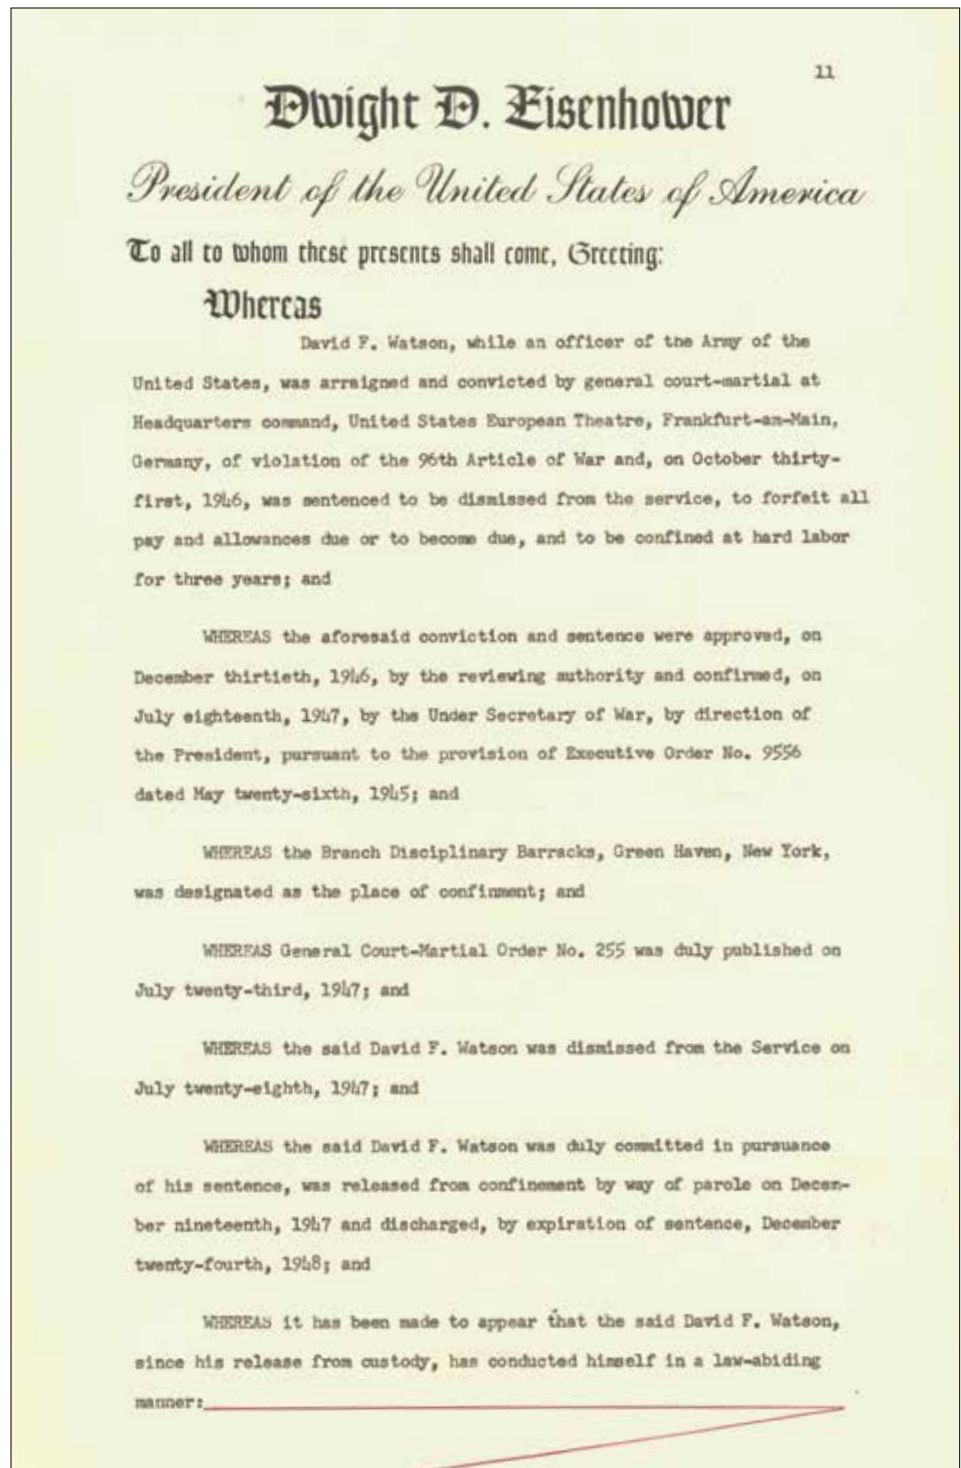 11
Dwight D. Eisenhower
President of the United States of America
To all to whom these presents shall come, Greeting:
Whereas
David F. Watson, while an officer of the Army of the
United States, was arraigned and convicted by general court-martial at
Headquarters command, United States European Theatre, Frankfurt-am-Main,
Germany, of violation of the 96th Article of War and, on October thirty-
first, 1946, was sentenced to be dismissed from the service, to forfeit all
pay and allowances due or to become due, and to be confined at hard labor
for three years; and
WHEREAS the aforesaid conviction and sentence were approved, on
December thirtieth, 1946, by the reviewing authority and confirmed, on
July eighteenth, 1947, by the Under Secretary of War, by direction of
the President, pursuant to the provision of Executive Order No. 9556
dated May twenty-sixth, 1945; and
WHEREAS the Branch Disciplinary Barracks, Green Haven, New York,
was designated as the place of confinment; and
WHEREAS General Court-Martial Order No. 255 was duly published on
July twenty-third, 1947; and
WHEREAS the said David F. Watson was dismissed from the Service on
July twenty-eighth, 1947; and
WHEREAS the said David F. Watson was duly committed in pursuance
of his sentence, was released from confinement by way of parole on Decem-
ber nineteenth, 1947 and discharged, by expiration of sentence, December
twenty-fourth, 1948; and
WHEREAS it has been made to appear that the said David F. Watson,
since his release from custody, has conducted himself in a law-abiding
manner: